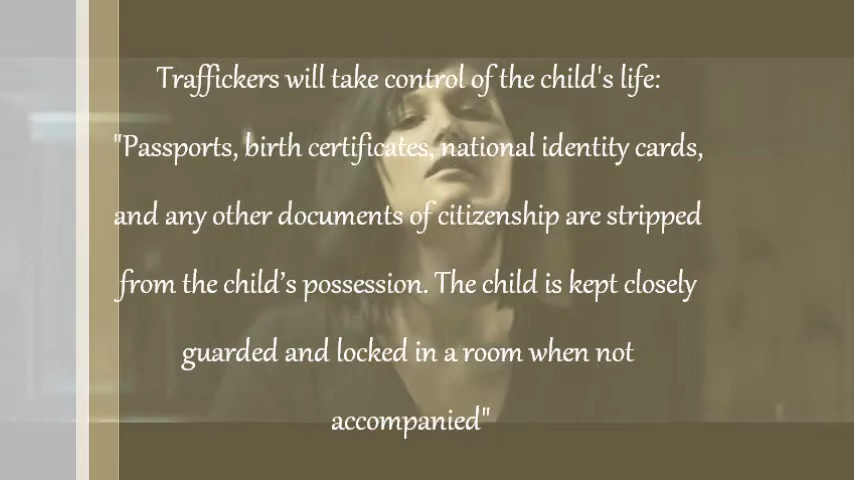 Traffickers will take control of the child's life:
"Passports, birth certificates, national identity cards,
and any other documents of citizenship are stripped
from the child’s possession. The child is kept closely
guarded and locked in a room when not
accompanied"